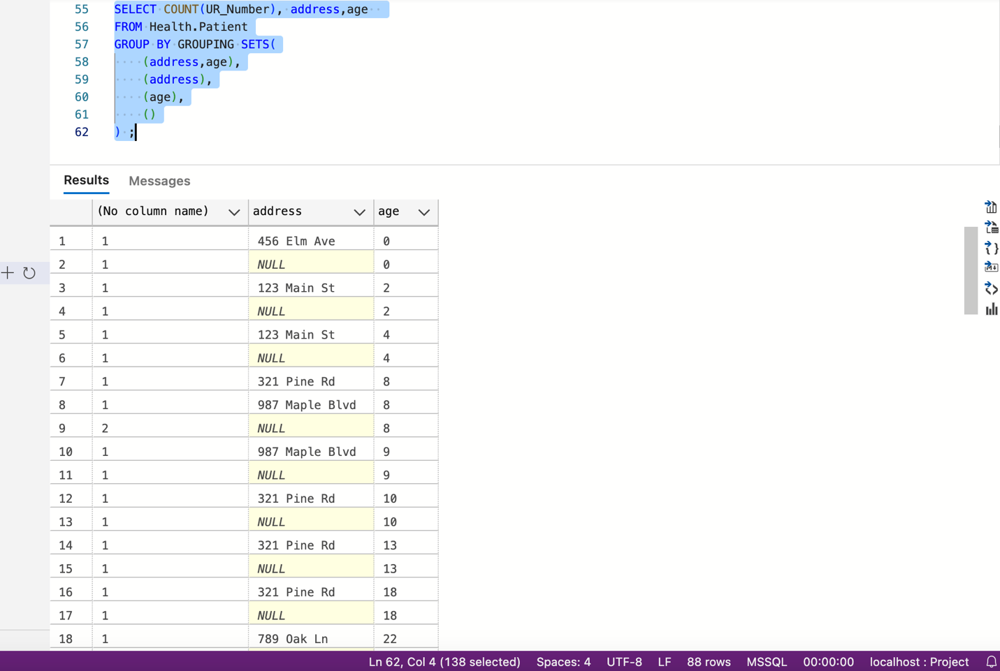 55 SELECT COUNT(UR_Number), address,age
56 FROM Health.Patient
57 GROUP BY GROUPING SETS(
58 (address,age),
59 (address),
60 (age),
61 ()
62 ) ;
Results Messages
(No column name) address age
1 1 456 Elm Ave 0
2 1 NULL 0
3 1 123 Main St 2
4 1 NULL 2
5 1 123 Main St 4
6 1 NULL 4
7 1 321 Pine Rd 8
8 1 987 Maple Blvd 8
9 2 NULL 8
10 1 987 Maple Blvd 9
11 1 NULL 9
12 1 321 Pine Rd 10
13 1 NULL 10
14 1 321 Pine Rd 13
15 1 NULL 13
16 1 321 Pine Rd 18
17 1 NULL 18
18 1 789 Oak Ln 22
Ln 62, Col 4 (138 selected) Spaces: 4 UTF-8 LF 88 rows MSSQL 00:00:00 localhost : Project